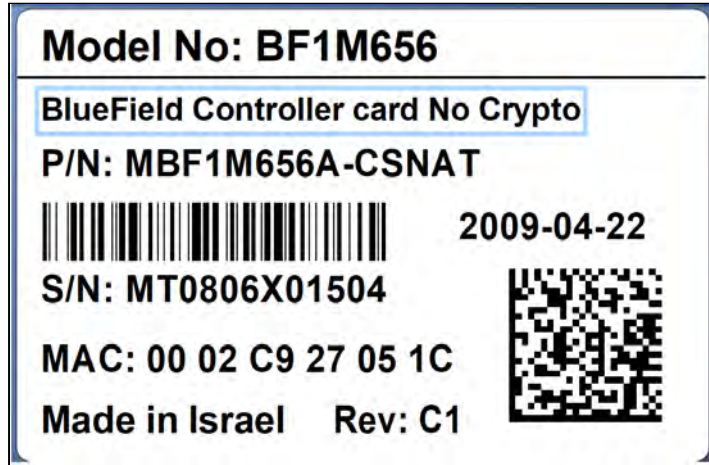 Model No: BF1M656
BlueField Controller card No Crypto
P/N: MBF1M656A-CSNAT
2009-04-22
S/N: MT0806X01504
MAC: 00 02 C9 27 05 1C
Made in Israel Rev: C1